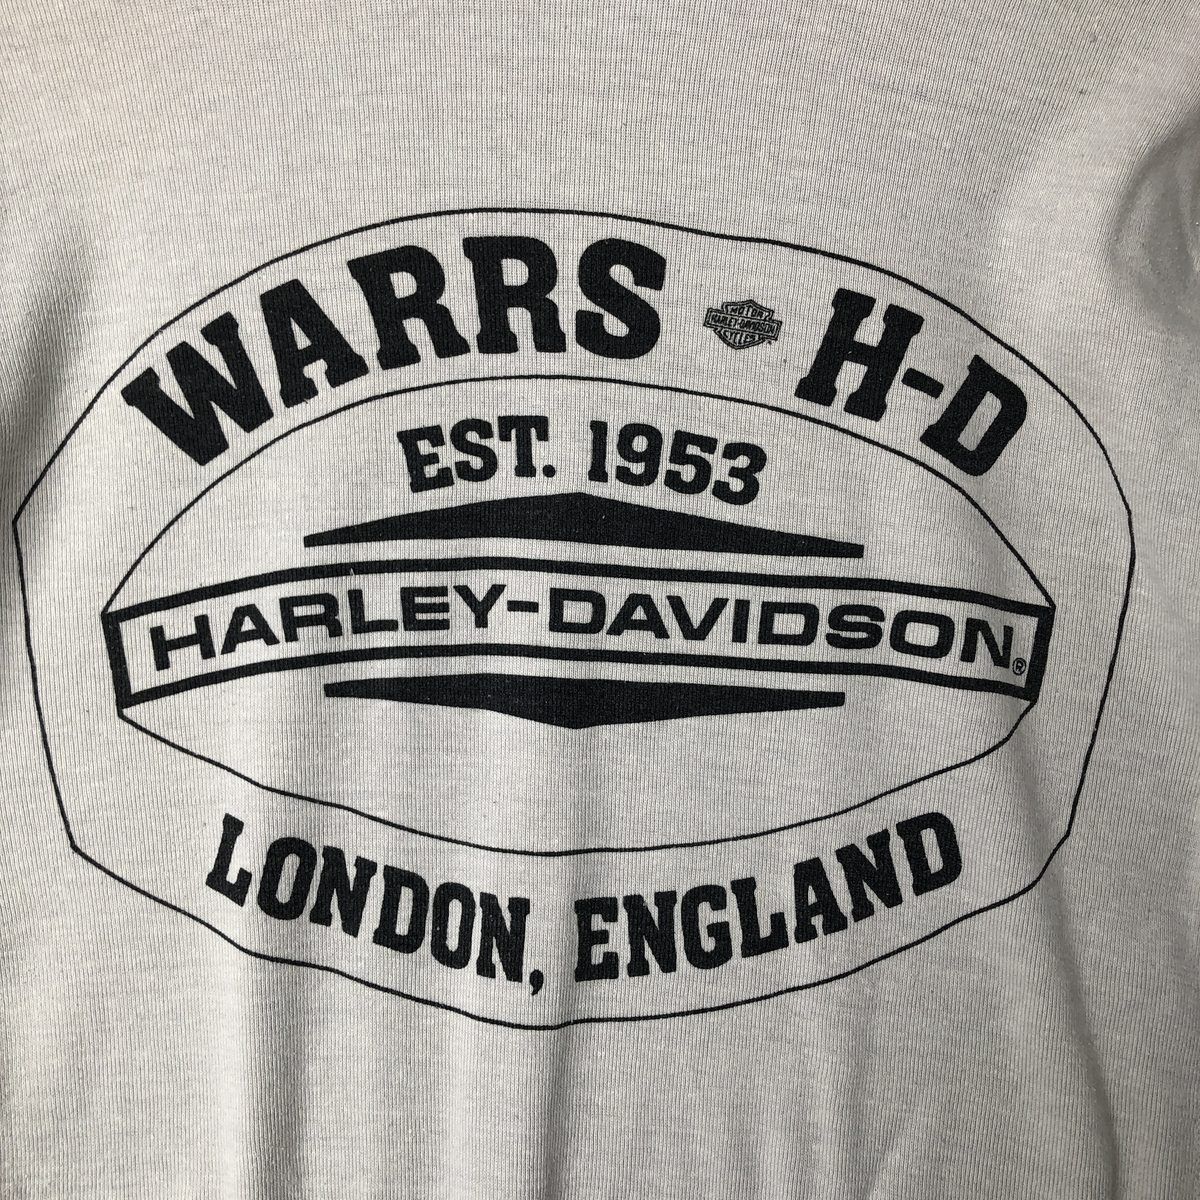 WARRS H-D
MOTOR
HARLEY-DAVIDSON
CYCLES
EST. 1953
HARLEY-DAVIDSON®
LONDON, ENGLAND